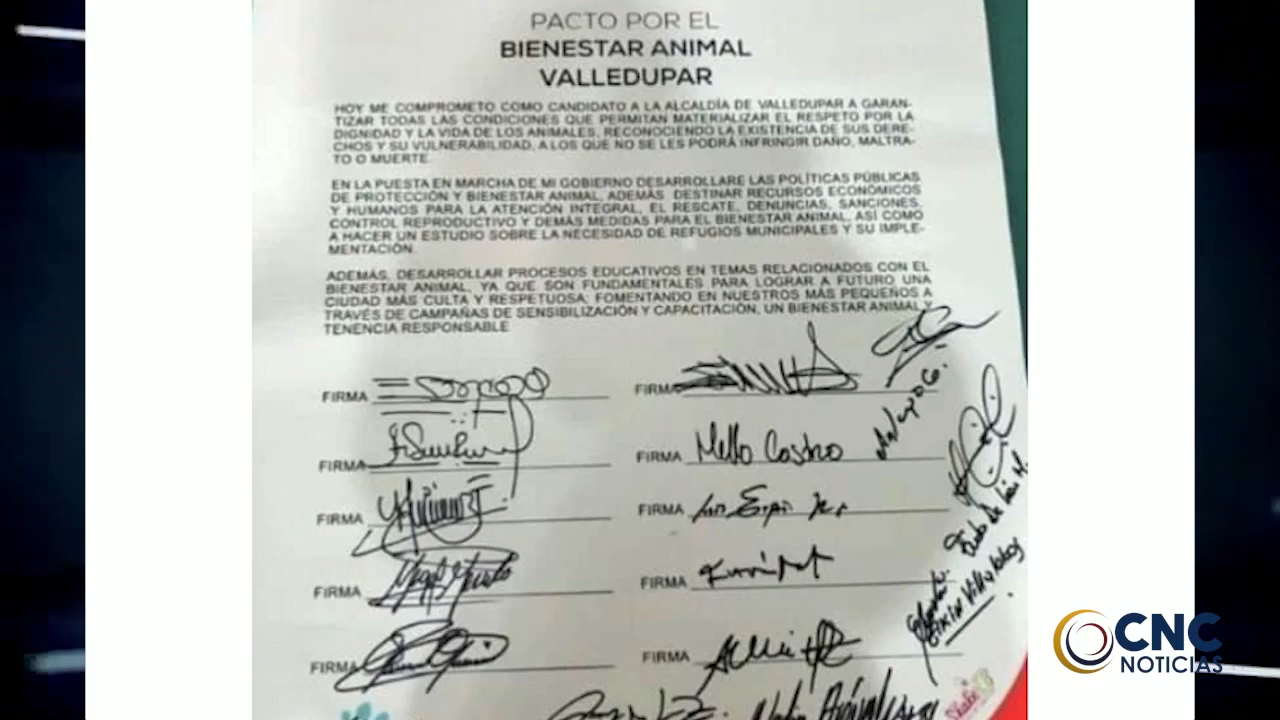 PACTO POR EL
BIENESTAR ANIMAL
VALLEDUPAR
HOY ME COMPROMETO COMO CANDIDATO A LA ALCALDÍA DE VALLEDUPAR A GARAN-
TIZAR TODAS LAS CONDICIONES QUE PERMITAN MATERIALIZAR EL RESPETO POR LA
DIGNIDAD Y LA VIDA DE LOS ANIMALES, RECONOCIENDO LA EXISTENCIA DE SUS DERE-
CHOS Y SU VULNERABILIDAD, A LOS QUE NO SE LES PODRÁ INFRINGIR DAÑO, MALTRA-
TO O MUERTE.
EN LA PUESTA EN MARCHA DE MI GOBIERNO DESARROLLARE LAS POLÍTICAS PÚBLICAS
DE PROTECCIÓN Y BIENESTAR ANIMAL, ADEMÁS DESTINAR RECURSOS ECONÓMICOS
Y HUMANOS PARA LA ATENCIÓN INTEGRAL, EL RESCATE, DENUNCIAS, SANCIONES,
CONTROL REPRODUCTIVO Y DEMÁS MEDIDAS PARA EL BIENESTAR ANIMAL, ASÍ COMO
A HACER UN ESTUDIO SOBRE LA NECESIDAD DE REFUGIOS MUNICIPALES Y SU IMPLE-
MENTACIÓN.
ADEMÁS, DESARROLLAR PROCESOS EDUCATIVOS EN TEMAS RELACIONADOS CON EL
BIENESTAR ANIMAL, YA QUE SON FUNDAMENTALES PARA LOGRAR A FUTURO UNA
CIUDAD MÁS CULTA Y RESPETUOSA; FOMENTANDO EN NUESTROS MÁS PEQUEÑOS A
TRAVÉS DE CAMPAÑAS DE SENSIBILIZACIÓN Y CAPACITACIÓN, UN BIENESTAR ANIMAL Y
TENENCIA RESPONSABLE
FIRMA
FIRMA
FIRMA
FIRMA Mello Castro
FIRMA
FIRMA
FIRMA
FIRMA
FIRMA
FIRMA
Villalobos
CNC
NOTICIAS